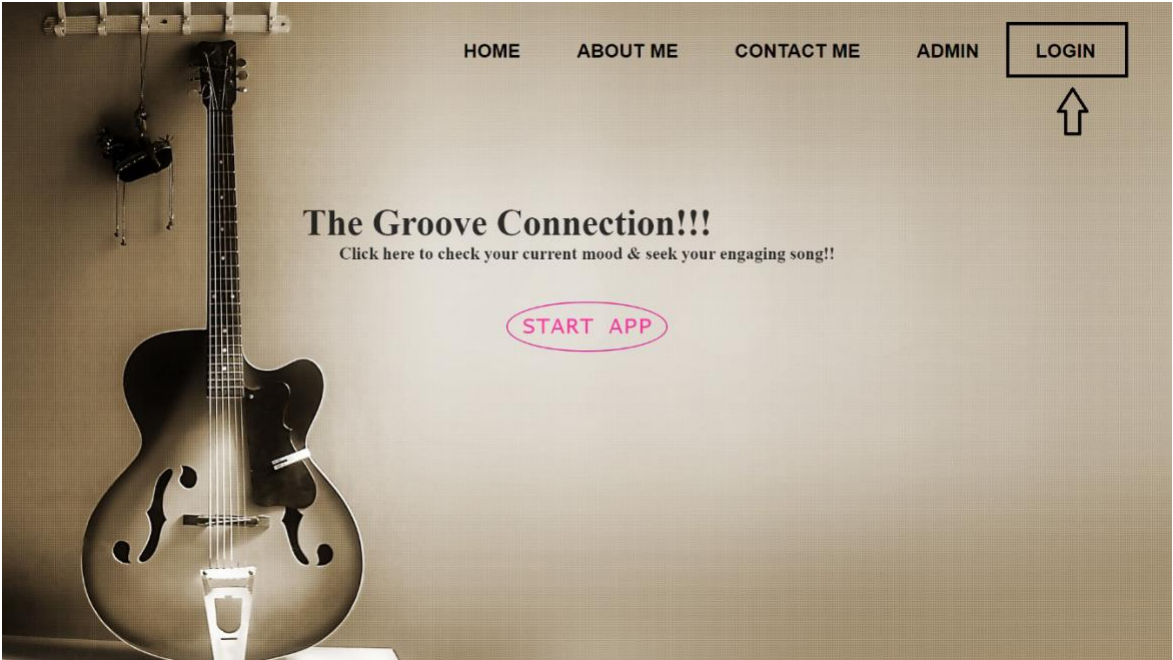 HOME ABOUT ME CONTACT ME ADMIN LOGIN
The Groove Connection!!!
Click here to check your current mood & seek your engaging song!!
START APP